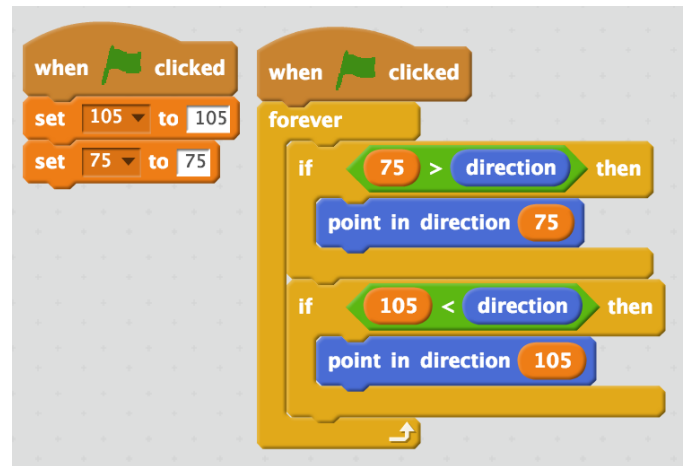 when clicked
set 105 to 105
set 75 to 75
when clicked
forever
if 75 > direction then
point in direction 75
if 105 < direction then
point in direction 105